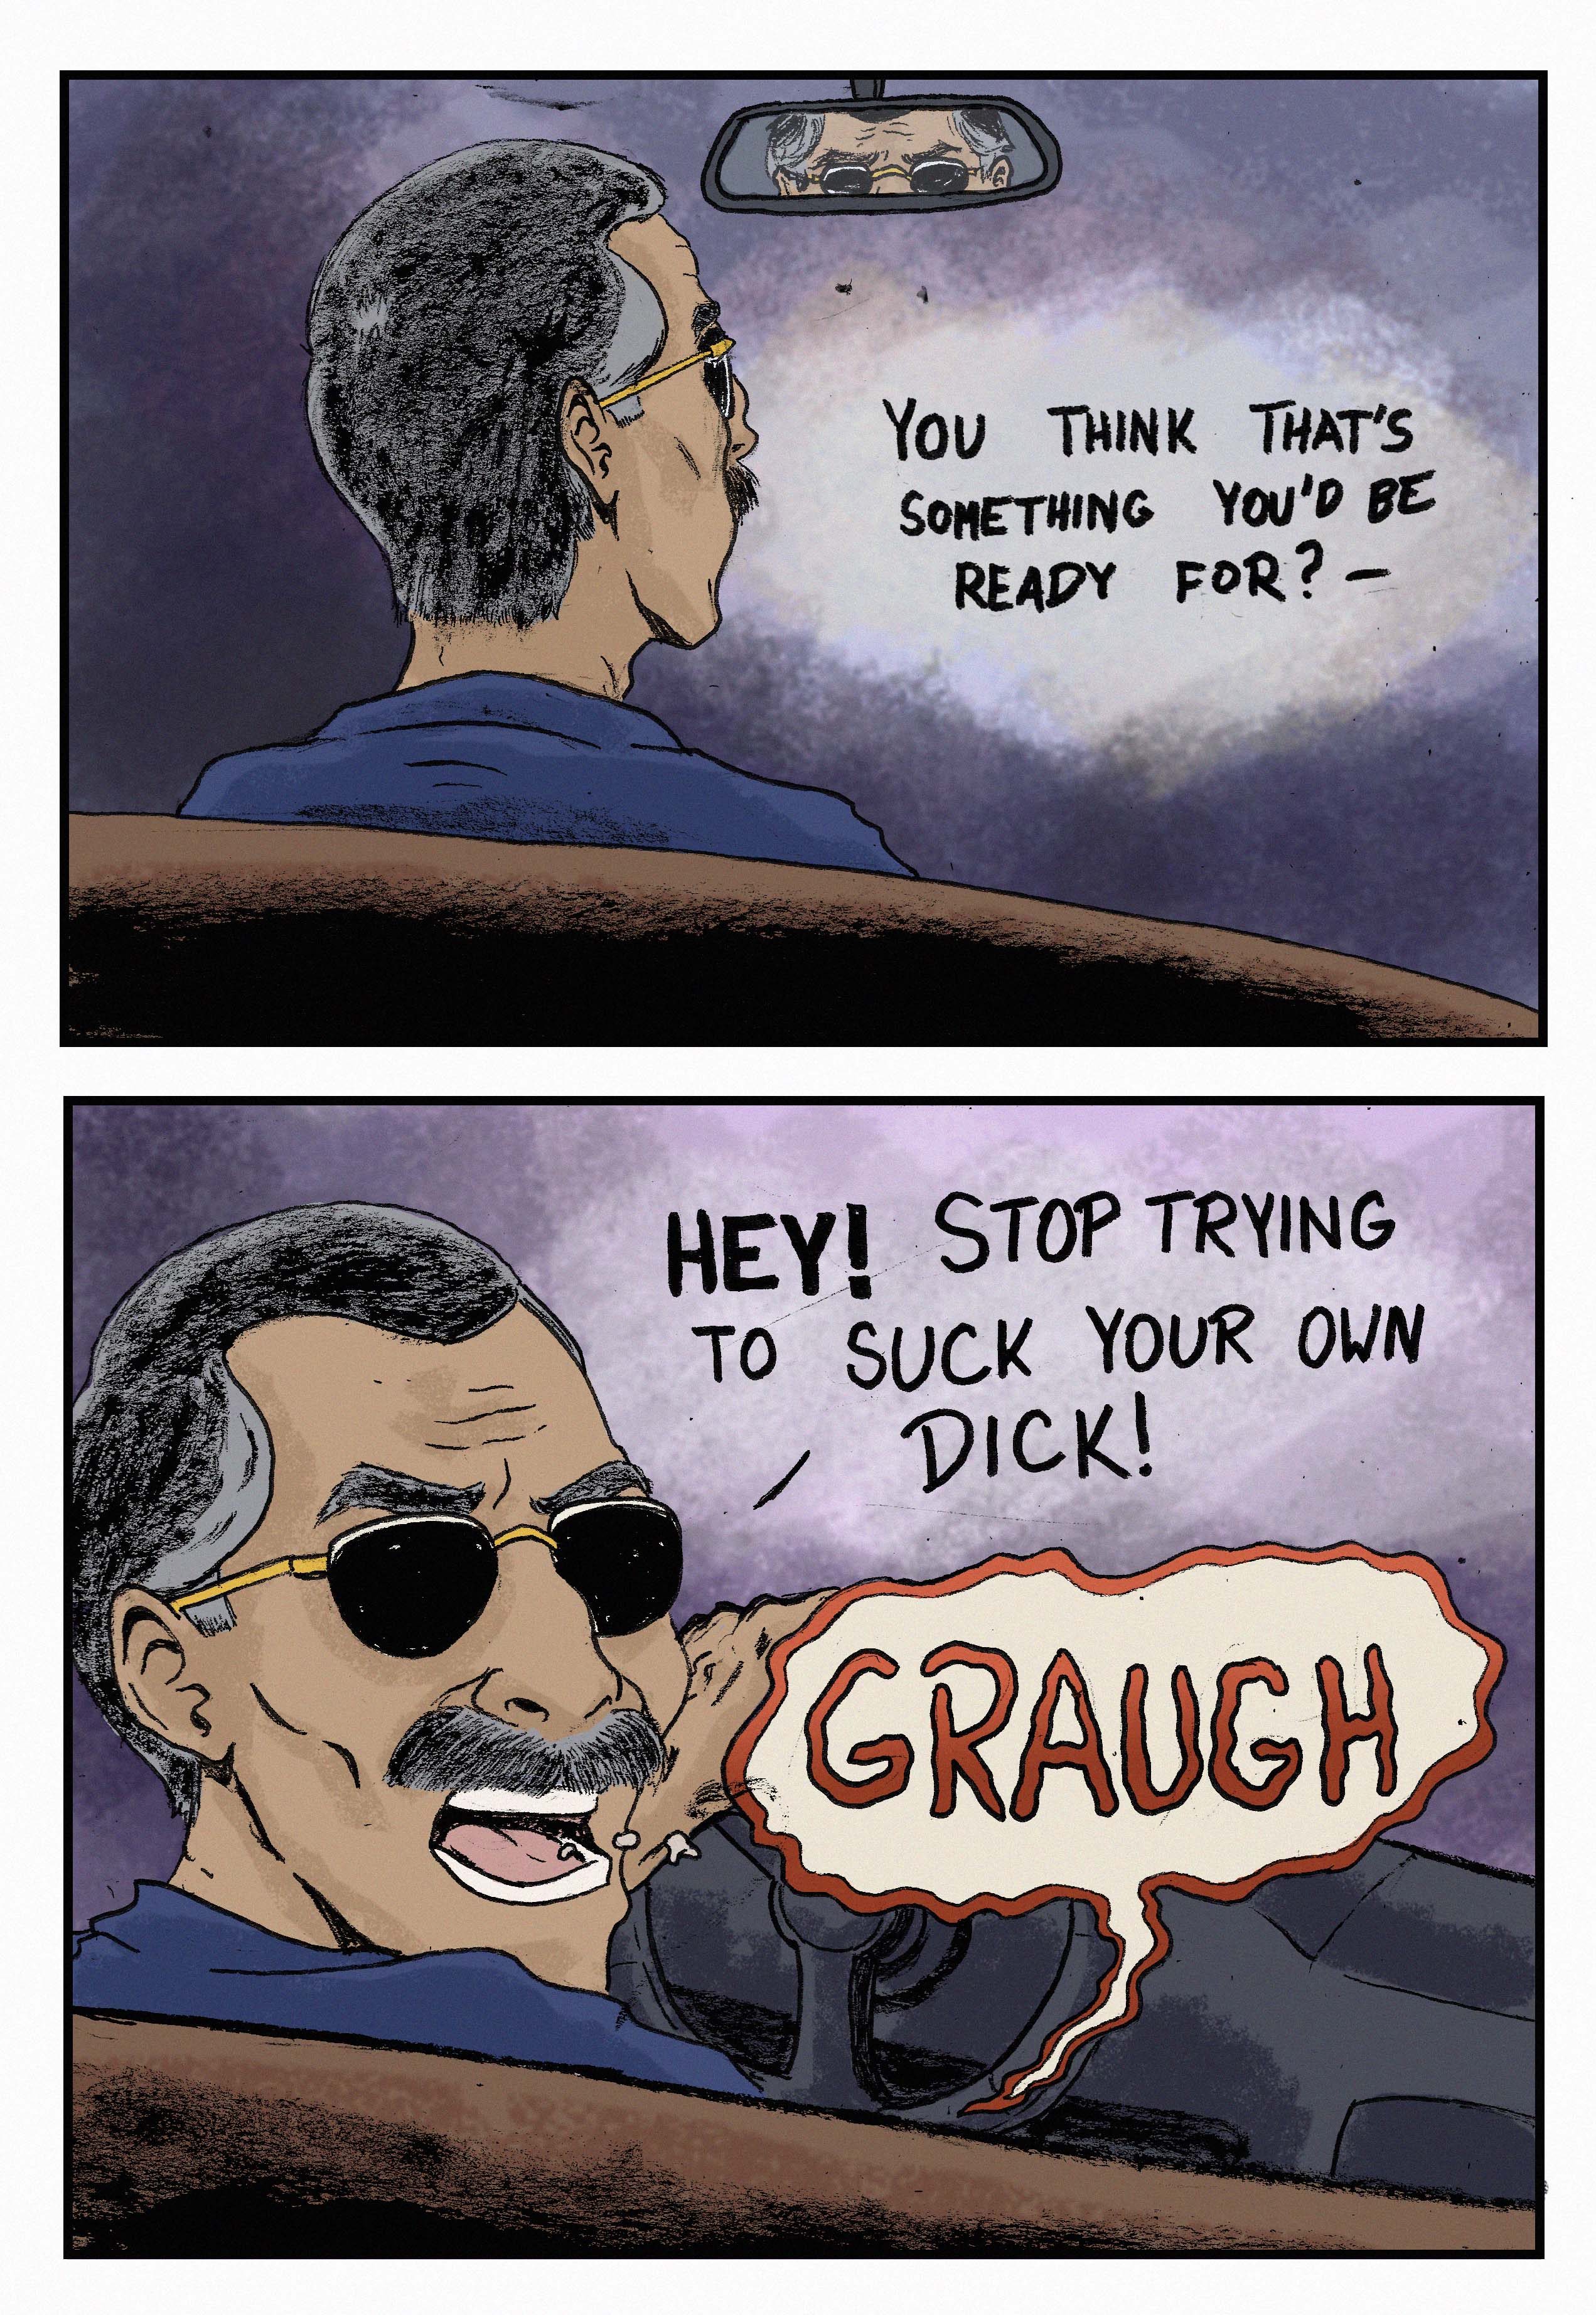 YOU THINK THAT'S
SOMETHING YOU'D BE
READY FOR? –
HEY! STOP TRYING
TO SUCK YOUR OWN
DICK!
GRAUGH